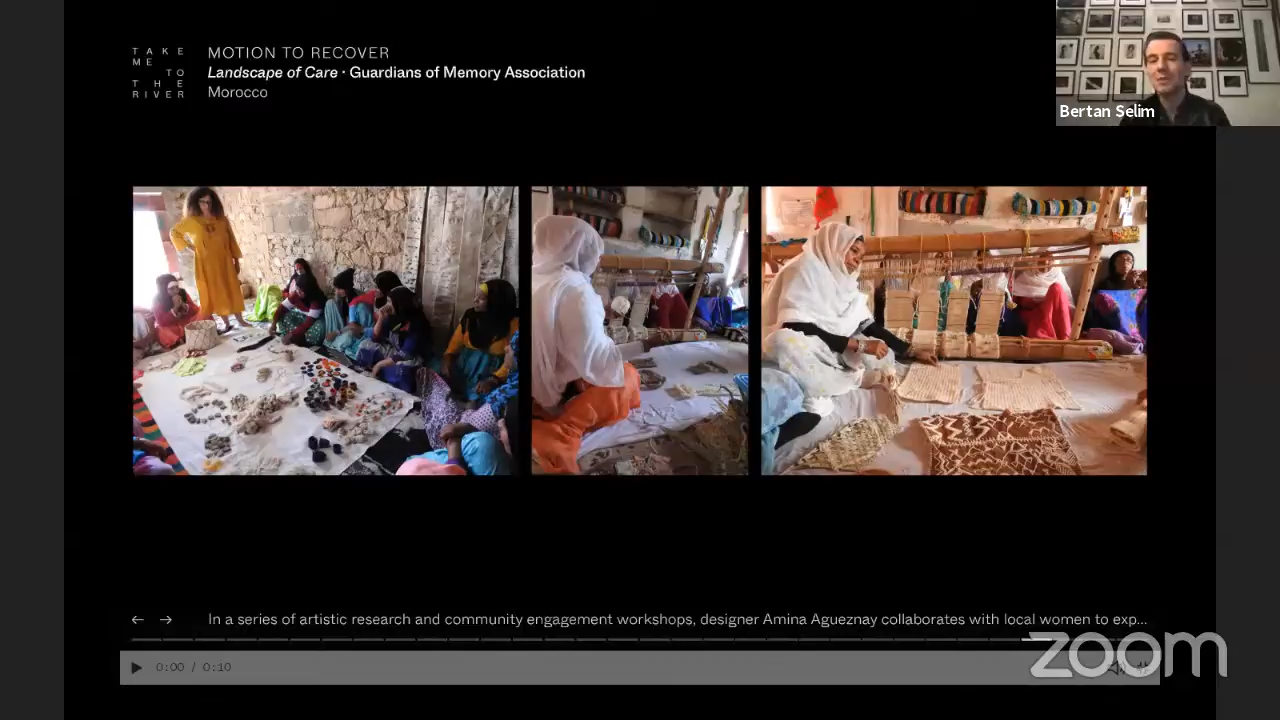 TAKE
ME
TO
THE
RIVER
MOTION TO RECOVER
Landscape of Care · Guardians of Memory Association
Morocco
Bertan Selim
← → In a series of artistic research and community engagement workshops, designer Amina Agueznay collaborates with local women to exp...
0:00 / 0:10
zoom